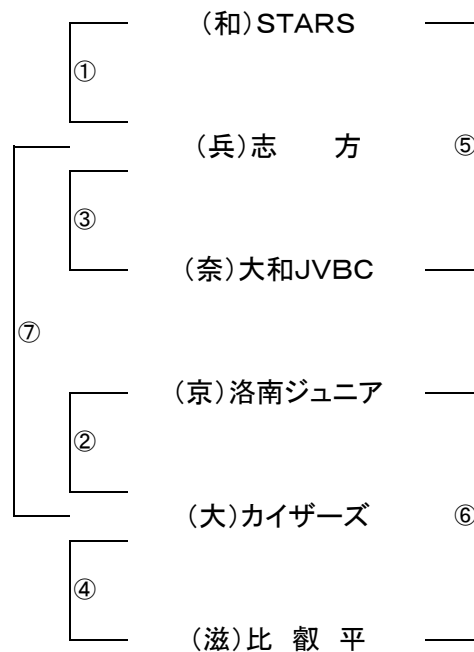 (和)STARS
①
(兵)志　方
⑤
③
(奈)大和JVBC
⑦
(京)洛南ジュニア
②
(大)カイザーズ
⑥
④
(滋)比 叡 平